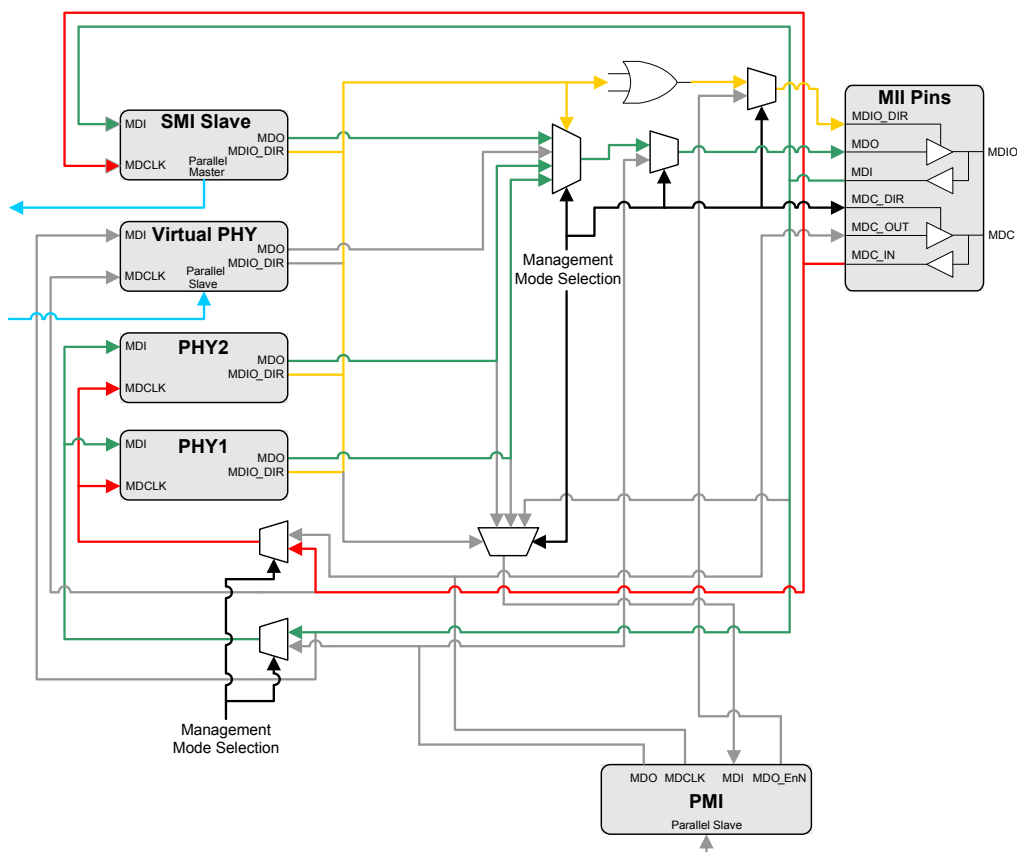 SMI Slave
MDI
MDO
MDIO_DIR
MDCLK
Parallel
Master
Virtual PHY
MDI
MDO
MDIO_DIR
MDCLK
Parallel
Slave
PHY2
MDI
MDO
MDIO_DIR
MDCLK
PHY1
MDI
MDO
MDIO_DIR
MDCLK
Management
Mode Selection
MII Pins
MDIO_DIR
MDO
MDIO
MDI
MDC_DIR
MDC_OUT
MDC
MDC_IN
Management
Mode Selection
MDO MDCLK MDI MDO_EnN
PMI
Parallel Slave